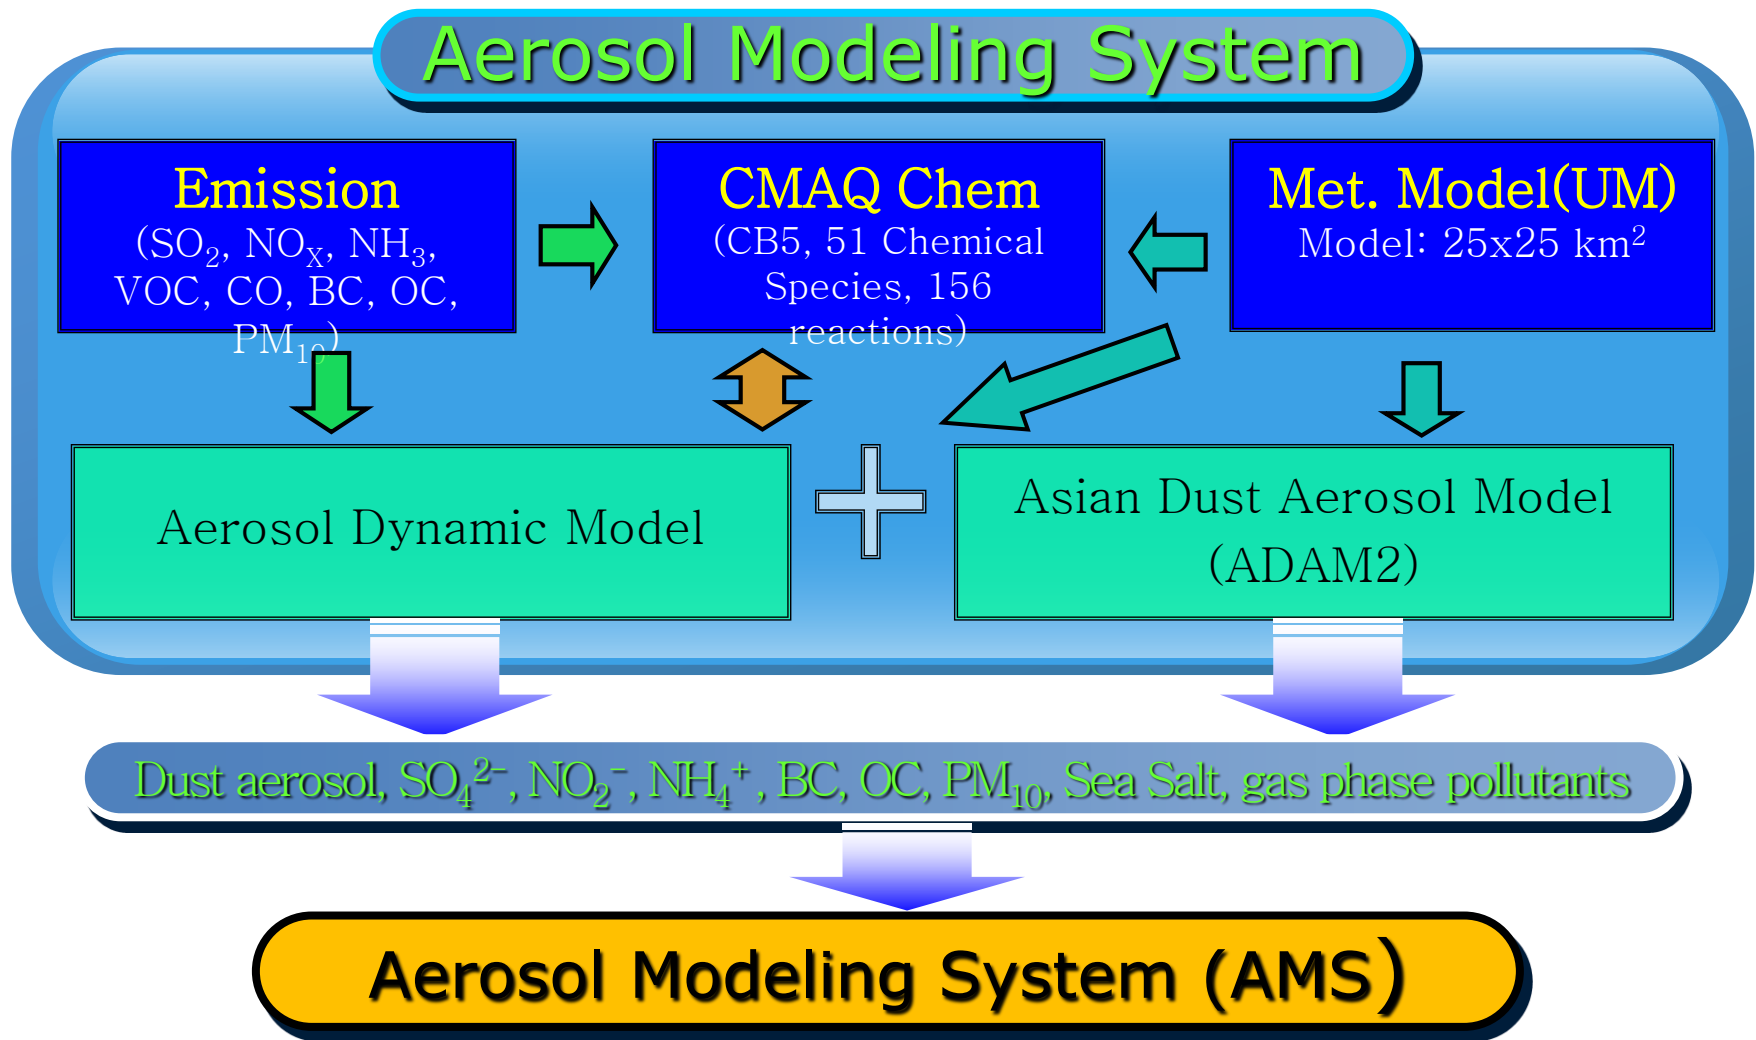 Aerosol Modeling System
Emission
(SO₂, NOₓ, NH₃,
VOC, CO, BC, OC,
PM₁₀)
CMAQ Chem
(CB5, 51 Chemical
Species, 156
reactions)
Met. Model(UM)
Model: 25x25 km²
Aerosol Dynamic Model
Asian Dust Aerosol Model
(ADAM2)
Dust aerosol, SO₄²⁻, NO₂⁻, NH₄⁺, BC, OC, PM₁₀, Sea Salt, gas phase pollutants
Aerosol Modeling System (AMS)